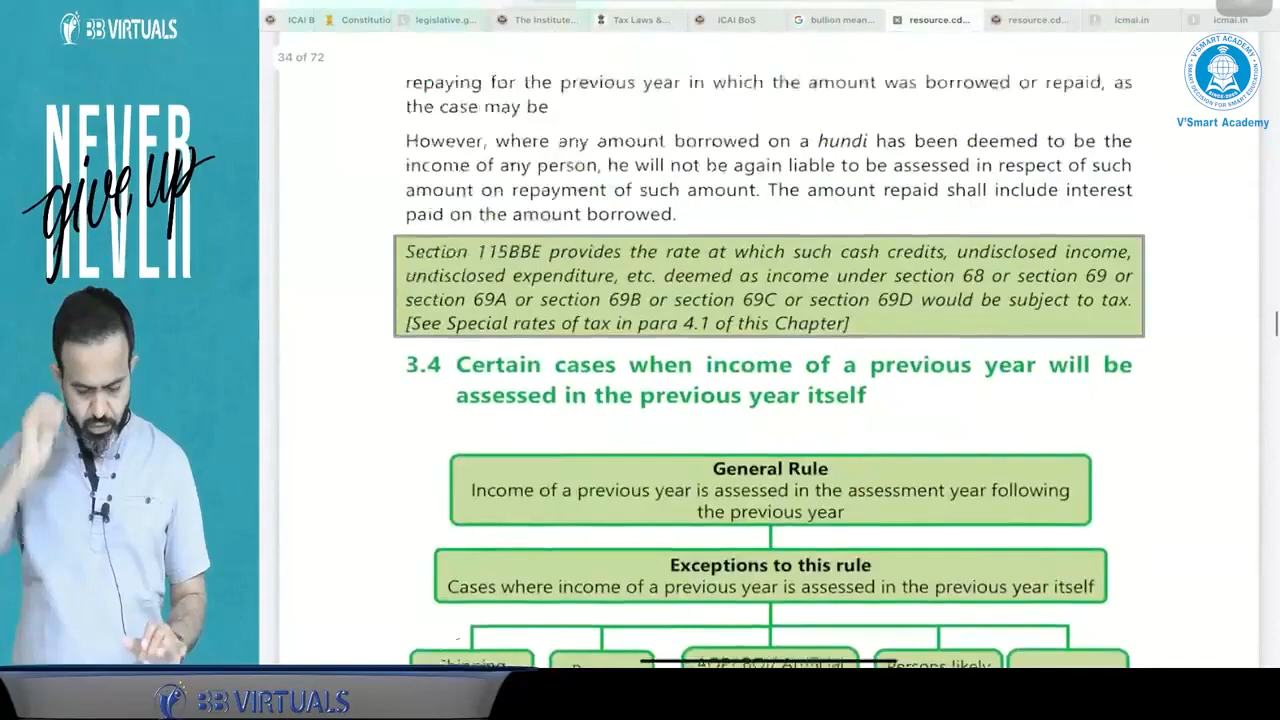 BB VIRTUALS
NEVER
give up
NEVER
ICAI B
Constitutio
legislative.g...
The Institute...
Tax Laws &...
ICAI BoS
bullion mean...
resource.cd...
resource.cd...
icmai.in
icmai.in
V'SMART ACADEMY
V'Smart Academy
34 of 72
repaying for the previous year in which the amount was borrowed or repaid, as
the case may be
However, where any amount borrowed on a hundi has been deemed to be the
income of any person, he will not be again liable to be assessed in respect of such
amount on repayment of such amount. The amount repaid shall include interest
paid on the amount borrowed.
Section 115BBE provides the rate at which such cash credits, undisclosed income,
undisclosed expenditure, etc. deemed as income under section 68 or section 69 or
section 69A or section 69B or section 69C or section 69D would be subject to tax.
[See Special rates of tax in para 4.1 of this Chapter]
3.4 Certain cases when income of a previous year will be
assessed in the previous year itself
General Rule
Income of a previous year is assessed in the assessment year following
the previous year
Exceptions to this rule
Cases where income of a previous year is assessed in the previous year itself
Shipping
AOP/ BOI/ Artificial
Persons likely
BB VIRTUALS